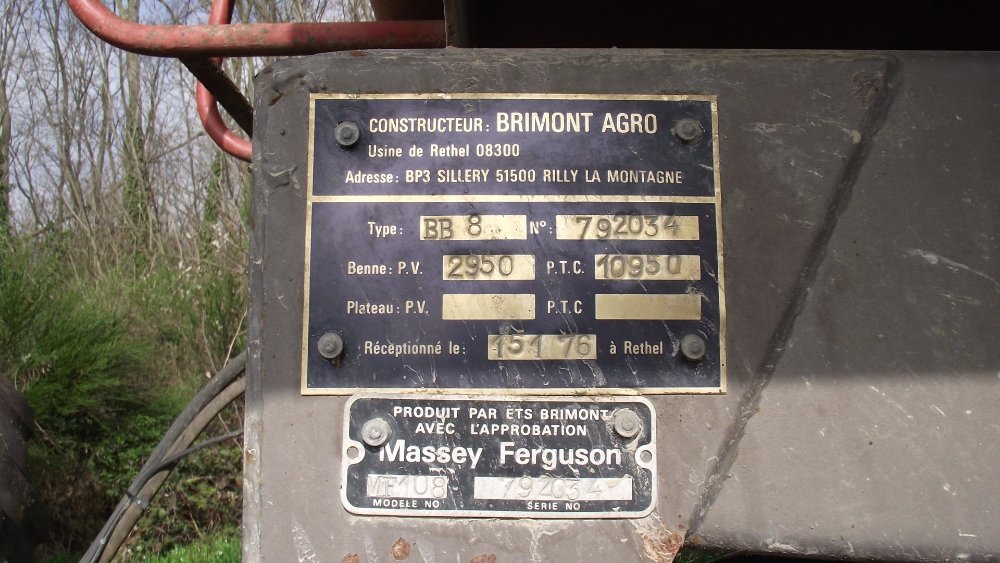 CONSTRUCTEUR: BRIMONT AGRO
Usine de Rethel 08300
Adresse: BP3 SILLERY 51500 RILLY LA MONTAGNE
Type: BB 8 N°: 792034
Benne: P.V. 2950 P.T.C. 10950
Plateau: P.V. P.T.C
Réceptionné le: 15 1 76 à Rethel
PRODUIT PAR ETS BRIMONT
AVEC L'APPROBATION
Massey Ferguson
MF108 792034
MODELE NO SERIE NO